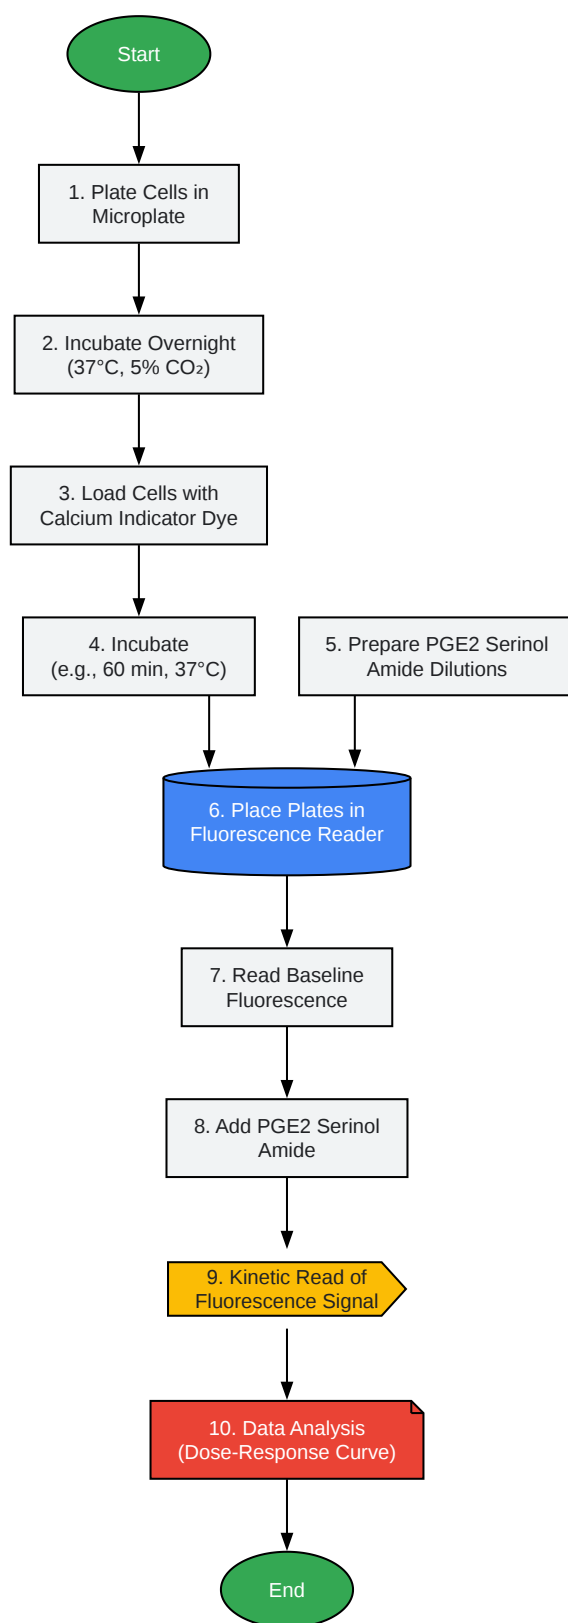 Start
1. Plate Cells in
Microplate
2. Incubate Overnight
(37°C, 5% CO₂)
3. Load Cells with
Calcium Indicator Dye
4. Incubate
(e.g., 60 min, 37°C)
5. Prepare PGE2 Serinol
Amide Dilutions
6. Place Plates in
Fluorescence Reader
7. Read Baseline
Fluorescence
8. Add PGE2 Serinol
Amide
9. Kinetic Read of
Fluorescence Signal
10. Data Analysis
(Dose-Response Curve)
End